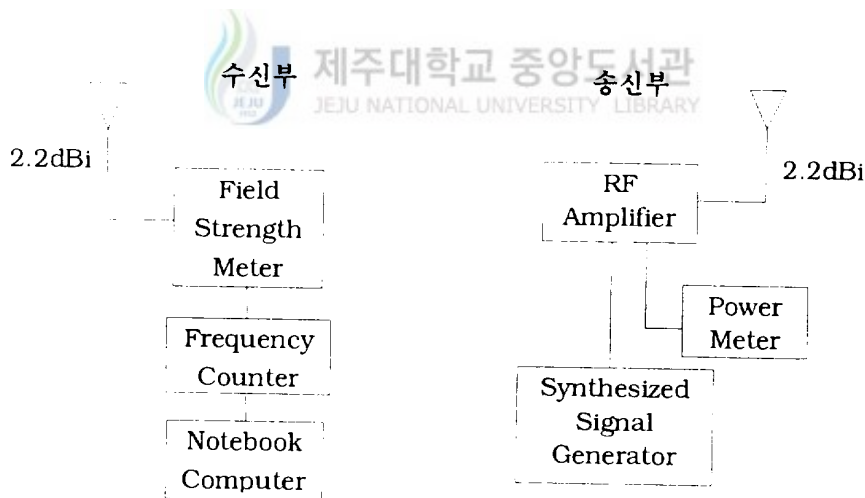 수신부
제주대학교 중앙도서관
JEJU NATIONAL UNIVERSITY LIBRARY
송신부
JEJU
1952
2.2dBi
2.2dBi
Field
Strength
Meter
Frequency
Counter
Notebook
Computer
RF
Amplifier
Power
Meter
Synthesized
Signal
Generator